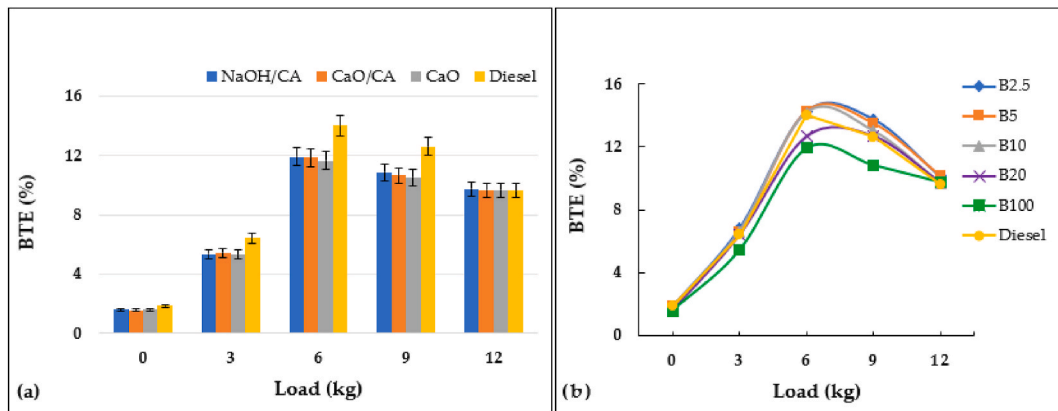 NaOH/CA CaO/CA CaO Diesel
16
12
8
4
0
BTE (%)
0 3 6 9 12
Load (kg)
(a)
16
12
8
4
0
BTE (%)
0 3 6 9 12
Load (kg)
(b)
B2.5
B5
B10
B20
B100
Diesel